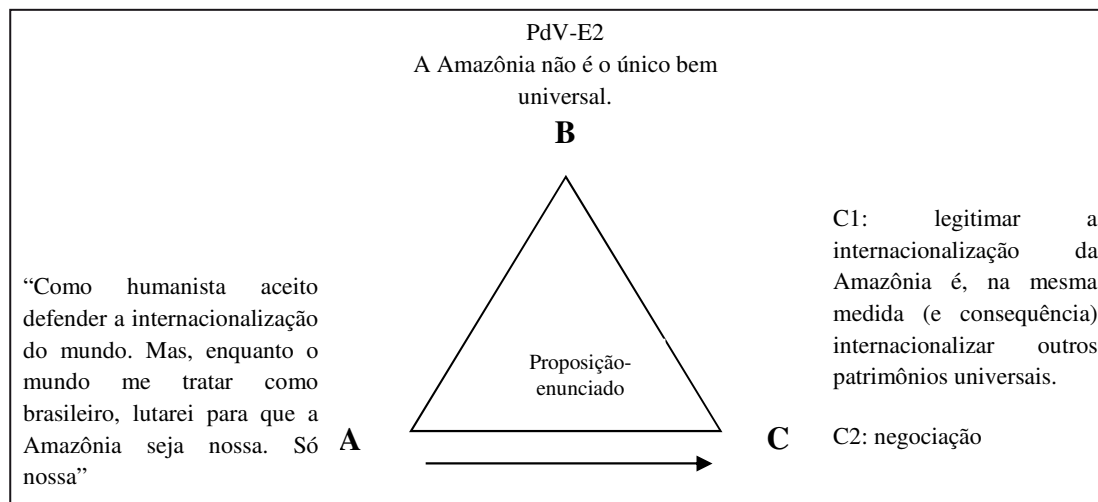 PdV-E2
A Amazônia não é o único bem
universal.
B
“Como humanista aceito
defender a internacionalização
do mundo. Mas, enquanto o
mundo me tratar como
brasileiro, lutarei para que a
Amazônia seja nossa. Só
nossa”
A
Proposição-
enunciado
C
C1: legitimar a
internacionalização da
Amazônia é, na mesma
medida (e consequência)
internacionalizar outros
patrimônios universais.
C2: negociação